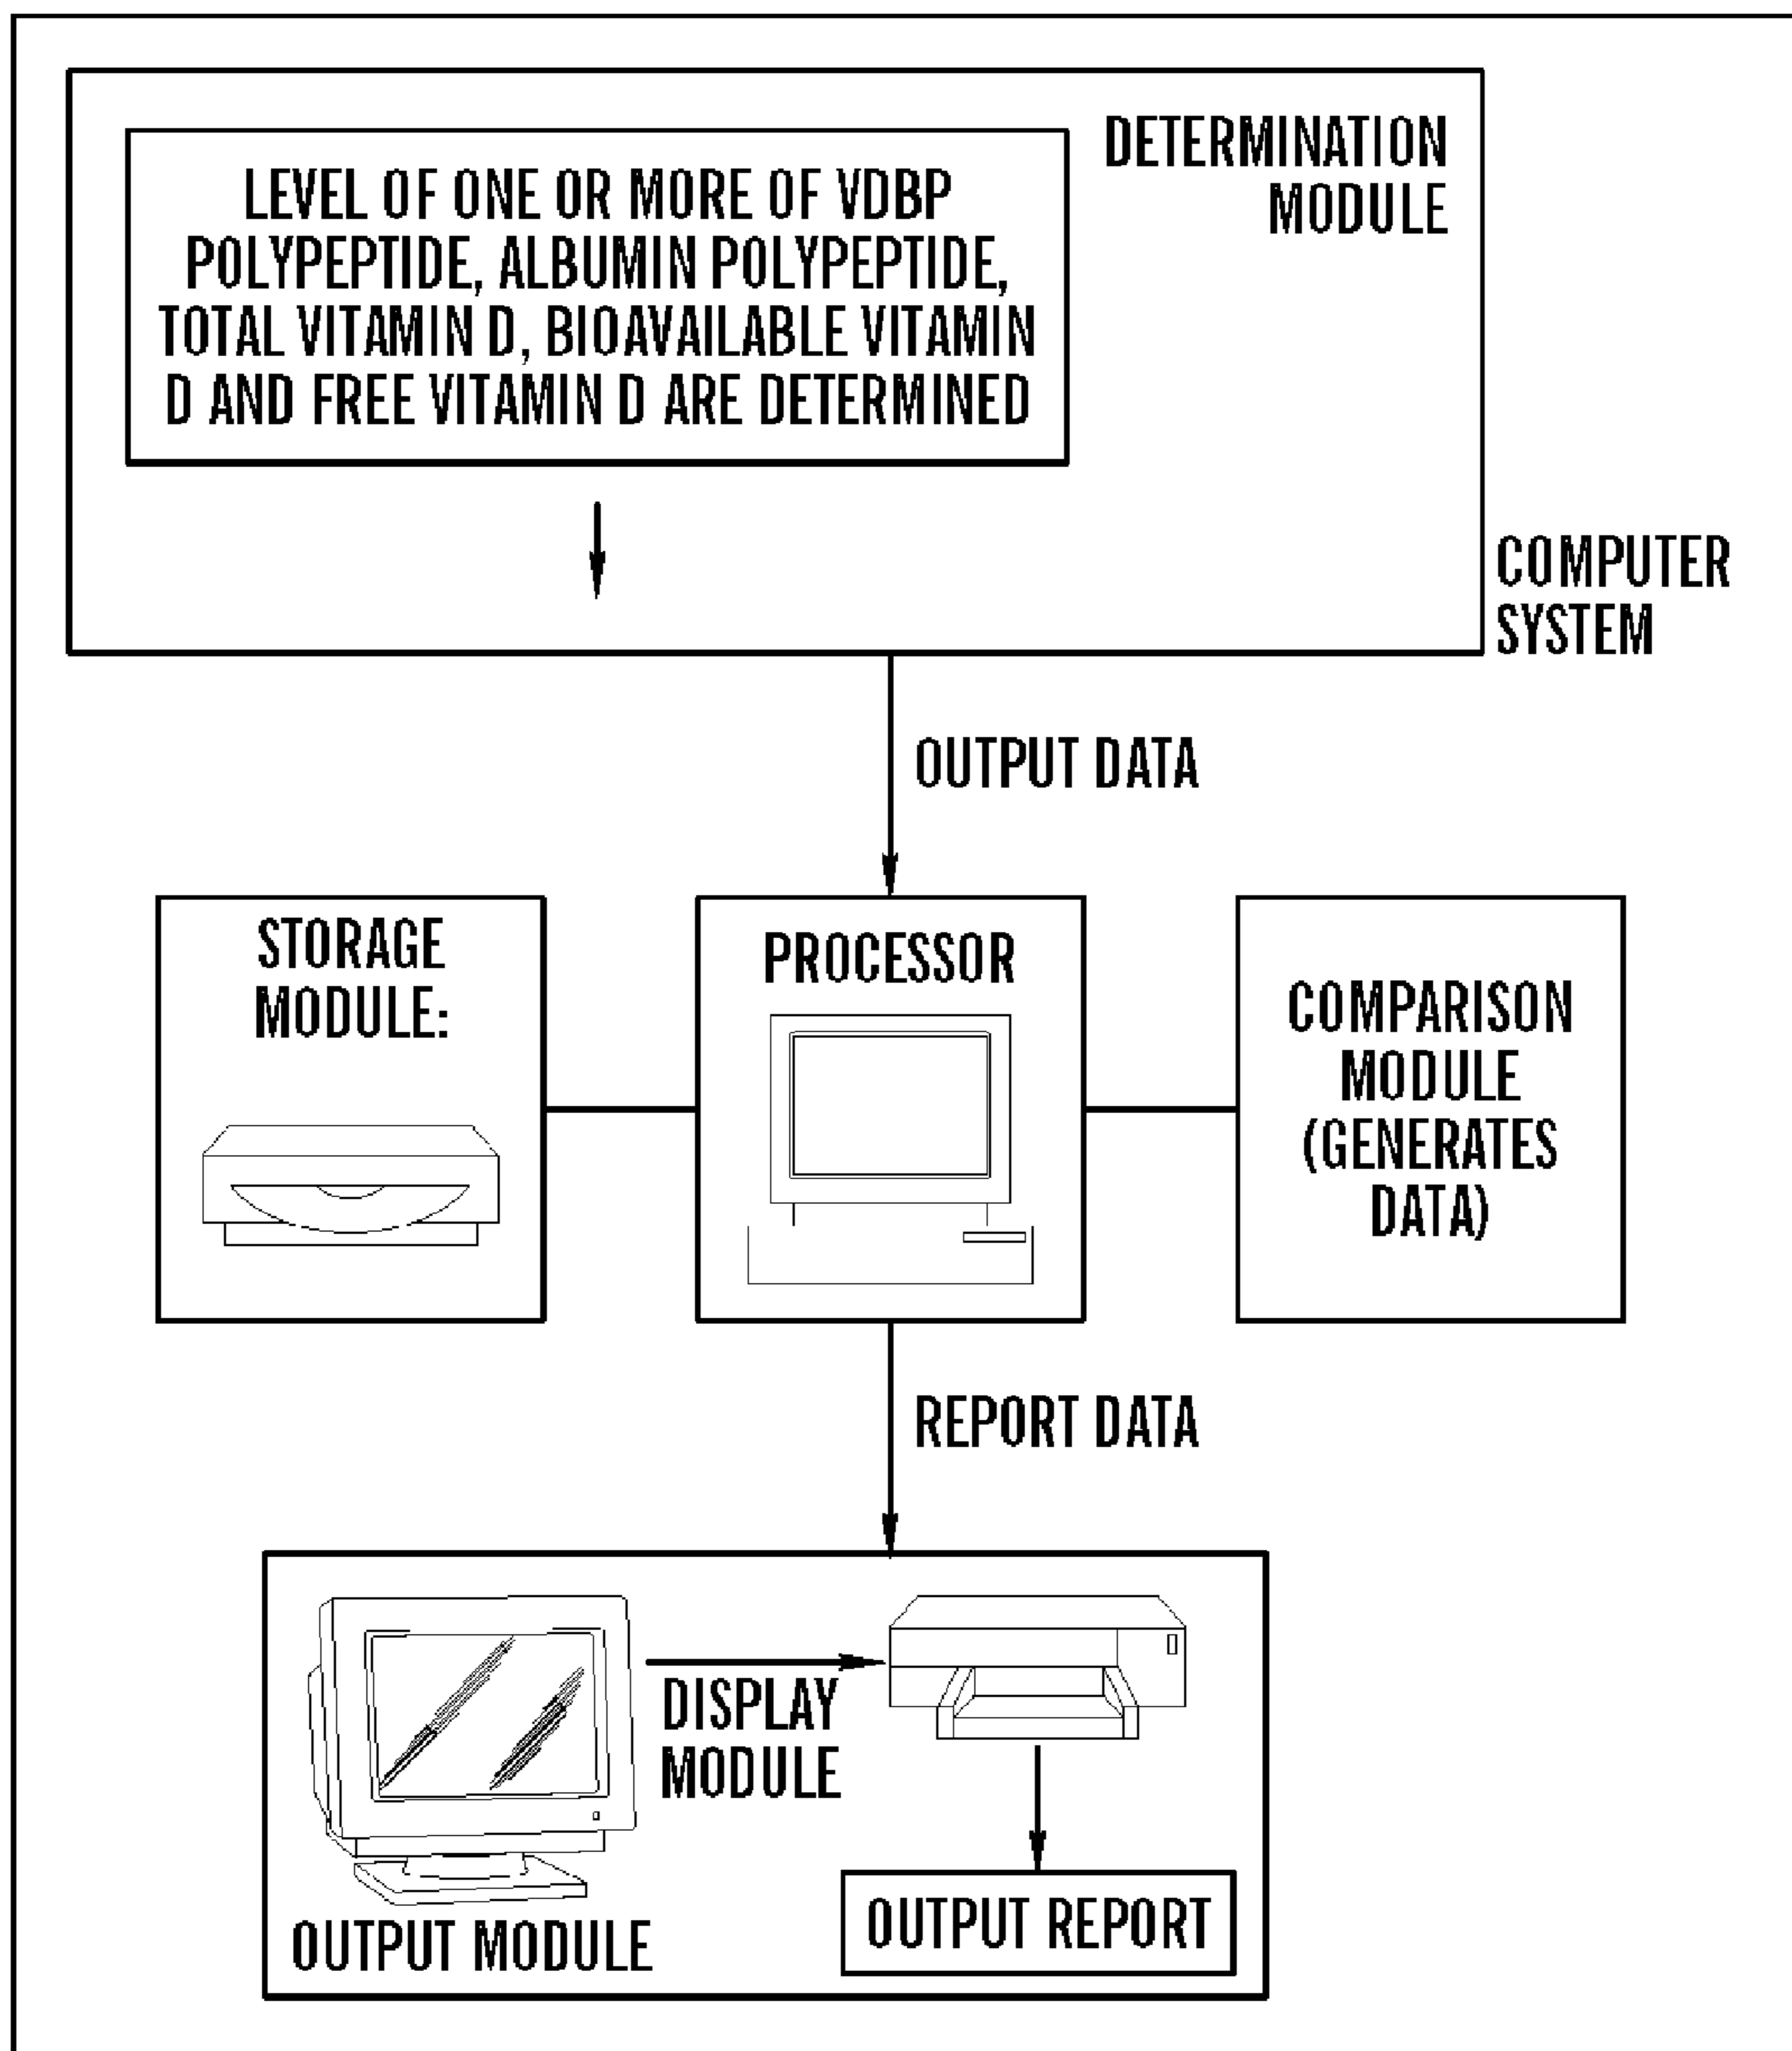 DETERMINATION
MODULE
LEVEL OF ONE OR MORE OF VDBP
POLYPEPTIDE, ALBUMIN POLYPEPTIDE,
TOTAL VITAMIN D, BIOAVAILABLE VITAMIN
D AND FREE VITAMIN D ARE DETERMINED
COMPUTER
SYSTEM
OUTPUT DATA
STORAGE
MODULE:
PROCESSOR
COMPARISON
MODULE
(GENERATES
DATA)
REPORT DATA
DISPLAY
MODULE
OUTPUT MODULE
OUTPUT REPORT